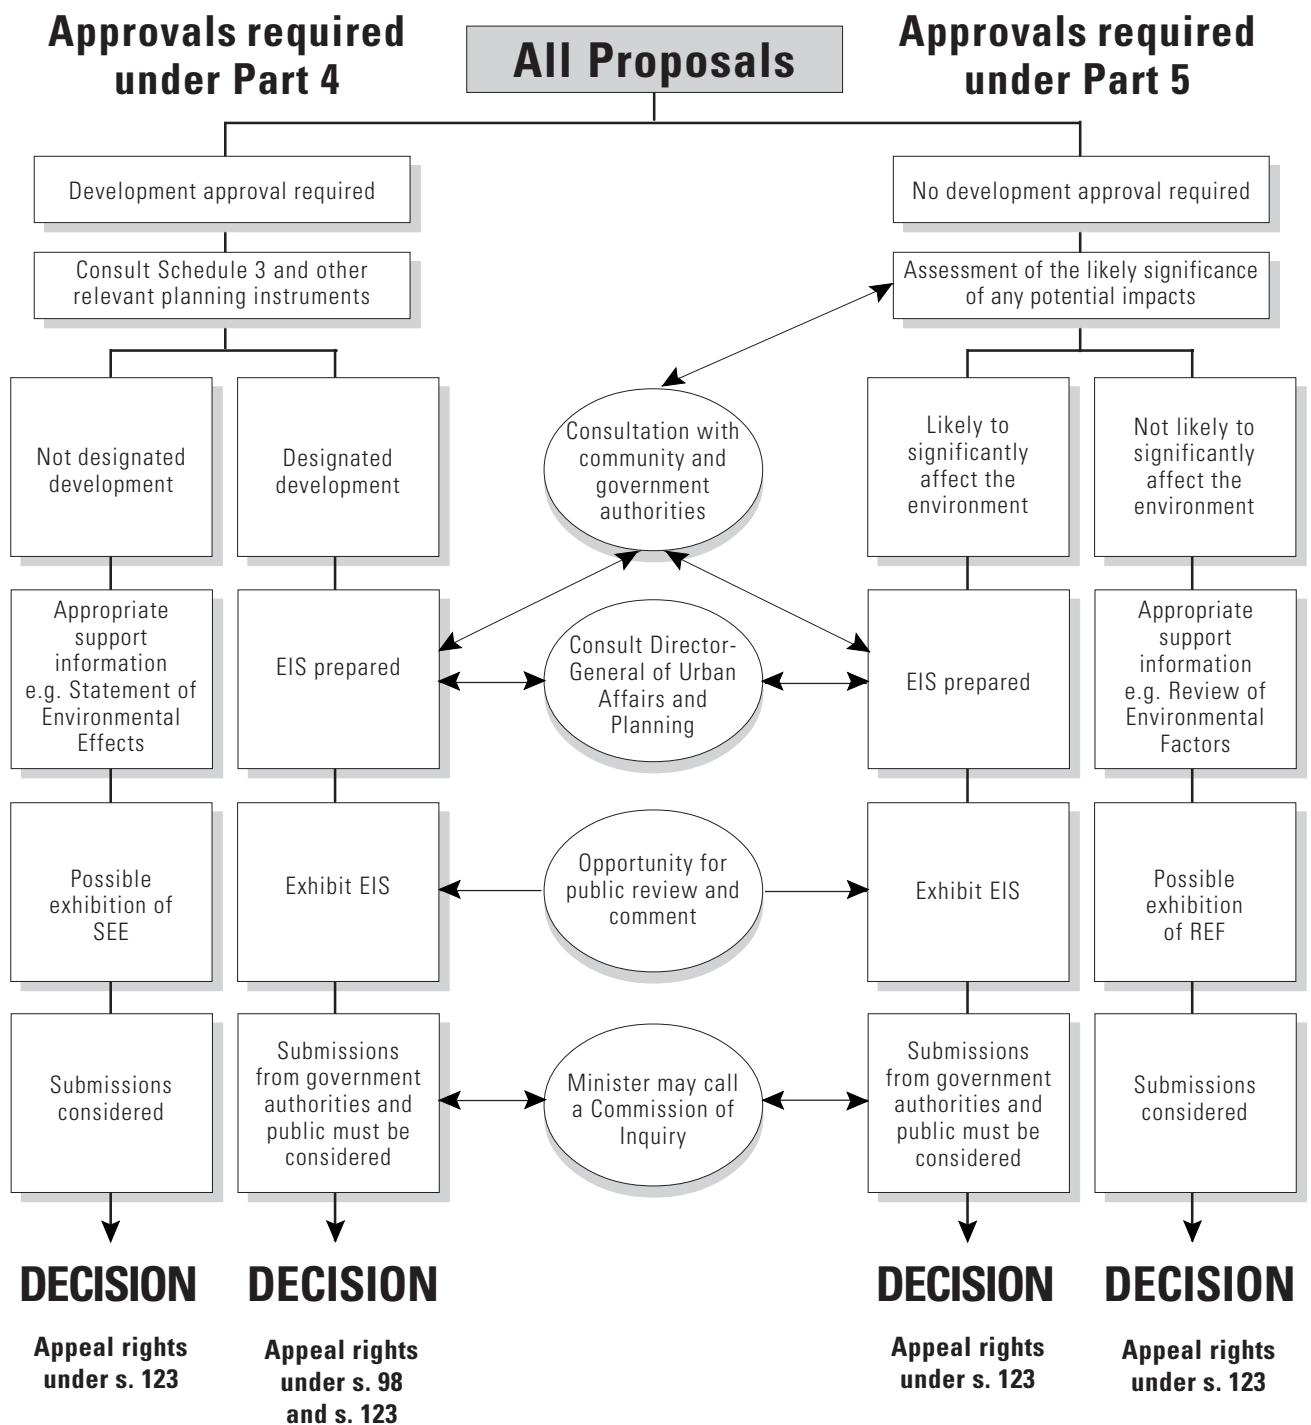 Approvals required
under Part 4
All Proposals
Approvals required
under Part 5
Development approval required
No development approval required
Consult Schedule 3 and other
relevant planning instruments
Assessment of the likely significance
of any potential impacts
Not designated
development
Designated
development
Consultation with
community and
government
authorities
Likely to
significantly
affect the
environment
Not likely to
significantly
affect the
environment
Appropriate
support
information
e.g. Statement of
Environmental
Effects
EIS prepared
Consult Director-
General of Urban
Affairs and
Planning
EIS prepared
Appropriate
support
information
e.g. Review of
Environmental
Factors
Possible
exhibition of
SEE
Exhibit EIS
Opportunity for
public review and
comment
Exhibit EIS
Possible
exhibition
of REF
Submissions
considered
Submissions
from government
authorities and
public must be
considered
Minister may call
a Commission of
Inquiry
Submissions
from government
authorities and
public must be
considered
Submissions
considered
DECISION
DECISION
DECISION
DECISION
Appeal rights
under s. 123
Appeal rights
under s. 98
and s. 123
Appeal rights
under s. 123
Appeal rights
under s. 123